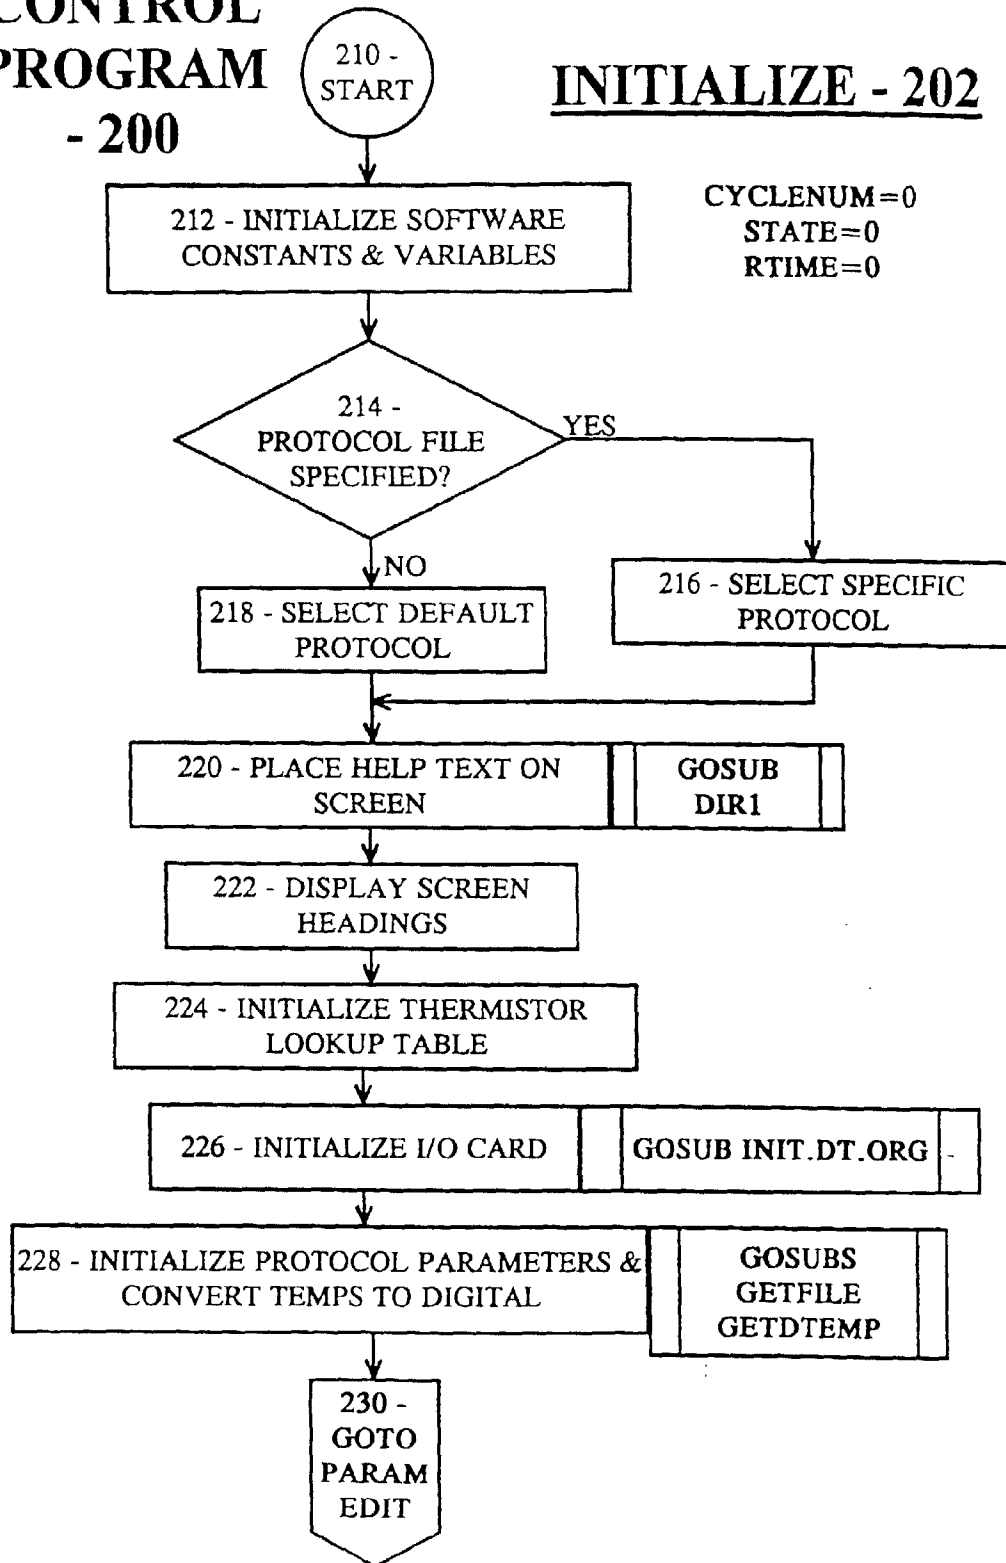 CONTROL
PROGRAM
- 200
210 -
START
INITIALIZE - 202
212 - INITIALIZE SOFTWARE
CONSTANTS & VARIABLES
CYCLENUM=0
STATE=0
RTIME=0
214 -
PROTOCOL FILE
SPECIFIED?
YES
NO
216 - SELECT SPECIFIC
PROTOCOL
218 - SELECT DEFAULT
PROTOCOL
220 - PLACE HELP TEXT ON
SCREEN
GOSUB
DIR1
222 - DISPLAY SCREEN
HEADINGS
224 - INITIALIZE THERMISTOR
LOOKUP TABLE
226 - INITIALIZE I/O CARD
GOSUB INIT.DT.ORG
228 - INITIALIZE PROTOCOL PARAMETERS &
CONVERT TEMPS TO DIGITAL
GOSUBS
GETFILE
GETDTEMP
230 -
GOTO
PARAM
EDIT